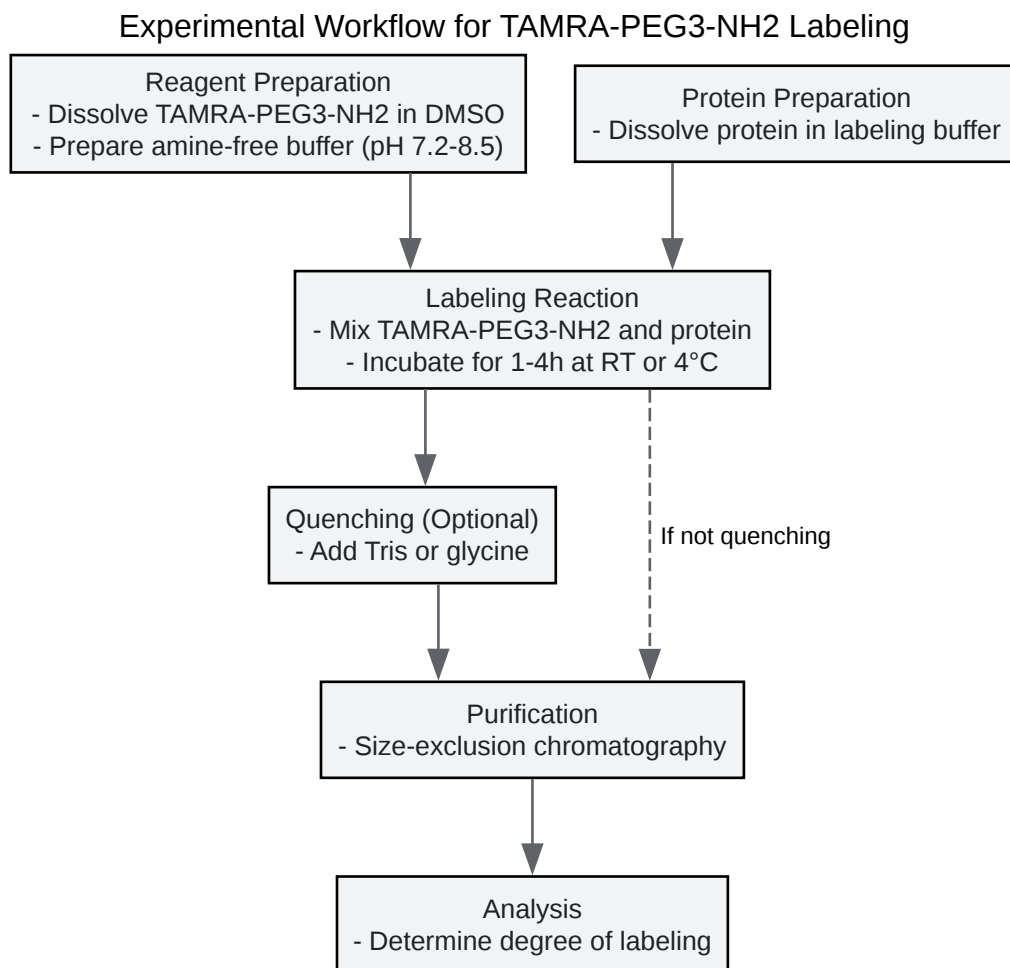 Experimental Workflow for TAMRA-PEG3-NH2 Labeling
Reagent Preparation
- Dissolve TAMRA-PEG3-NH2 in DMSO
- Prepare amine-free buffer (pH 7.2-8.5)
Protein Preparation
- Dissolve protein in labeling buffer
Labeling Reaction
- Mix TAMRA-PEG3-NH2 and protein
- Incubate for 1-4h at RT or 4°C
Quenching (Optional)
- Add Tris or glycine
If not quenching
Purification
- Size-exclusion chromatography
Analysis
- Determine degree of labeling